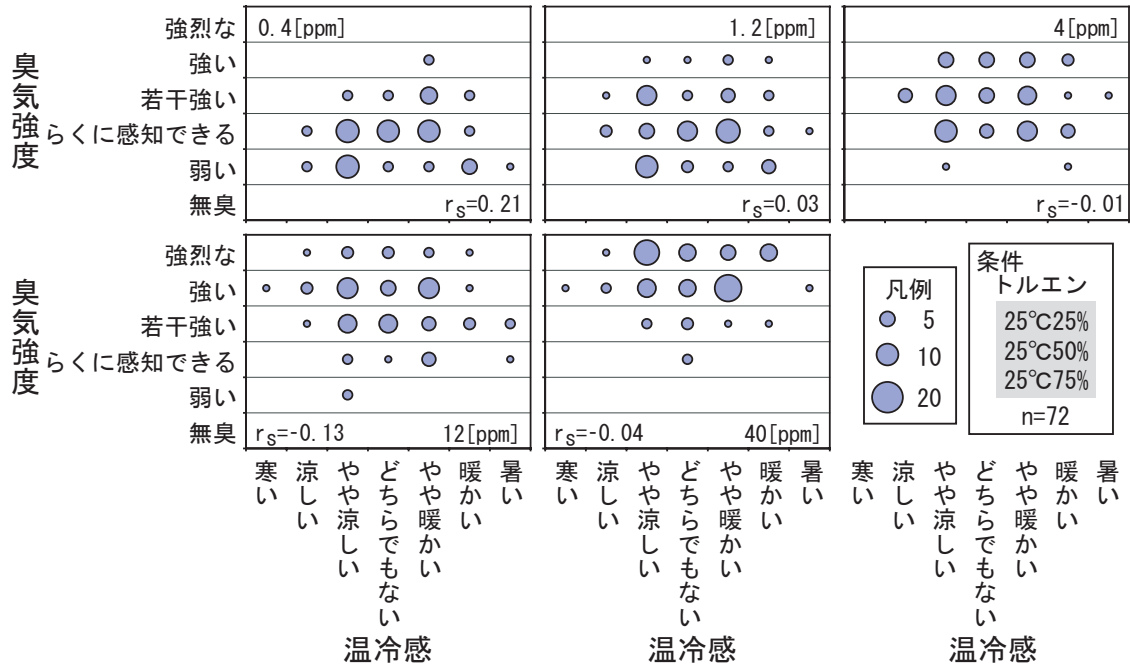 0.4[ppm]
1.2[ppm]
4[ppm]
臭気強度
強烈な
強い
若干強い
らくに感知できる
弱い
無臭
rS=0.21
rS=0.03
rS=-0.01
臭気強度
強烈な
強い
若干強い
らくに感知できる
弱い
無臭
rS=-0.13
12[ppm]
rS=-0.04
40[ppm]
凡例
5
10
20
条件
トルエン
25℃25%
25℃50%
25℃75%
n=72
寒い
涼しい
やや涼しい
どちらでもない
やや暖かい
暖かい
暑い
温冷感
寒い
涼しい
やや涼しい
どちらでもない
やや暖かい
暖かい
暑い
温冷感
寒い
涼しい
やや涼しい
どちらでもない
やや暖かい
暖かい
暑い
温冷感